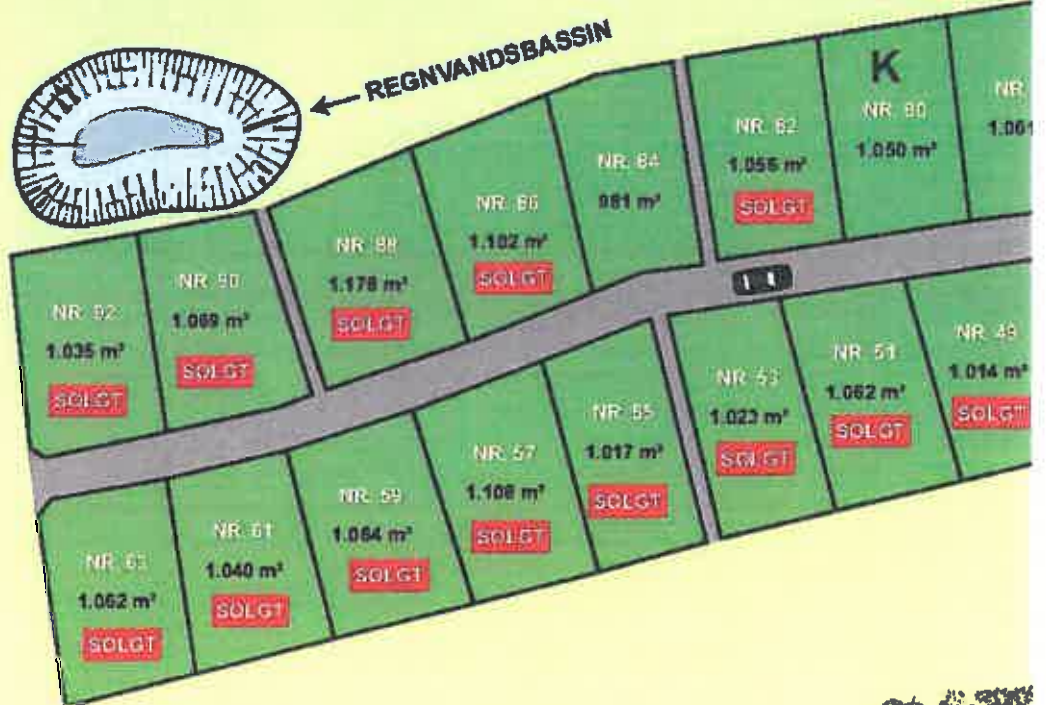 REGNVANDSBASSIN
K
NR. 92
1.035 m²
SOLGT
NR. 90
1.069 m²
SOLGT
NR. 88
1.178 m²
SOLGT
NR. 86
1.102 m²
SOLGT
NR. 84
981 m²
NR. 82
1.056 m²
SOLGT
NR. 80
1.050 m²
NR.
1.061
NR. 63
1.062 m²
SOLGT
NR. 61
1.040 m²
SOLGT
NR. 59
1.064 m²
SOLGT
NR. 57
1.108 m²
SOLGT
NR. 55
1.017 m²
SOLGT
NR. 53
1.023 m²
SOLGT
NR. 51
1.062 m²
SOLGT
NR. 49
1.014 m²
SOLGT